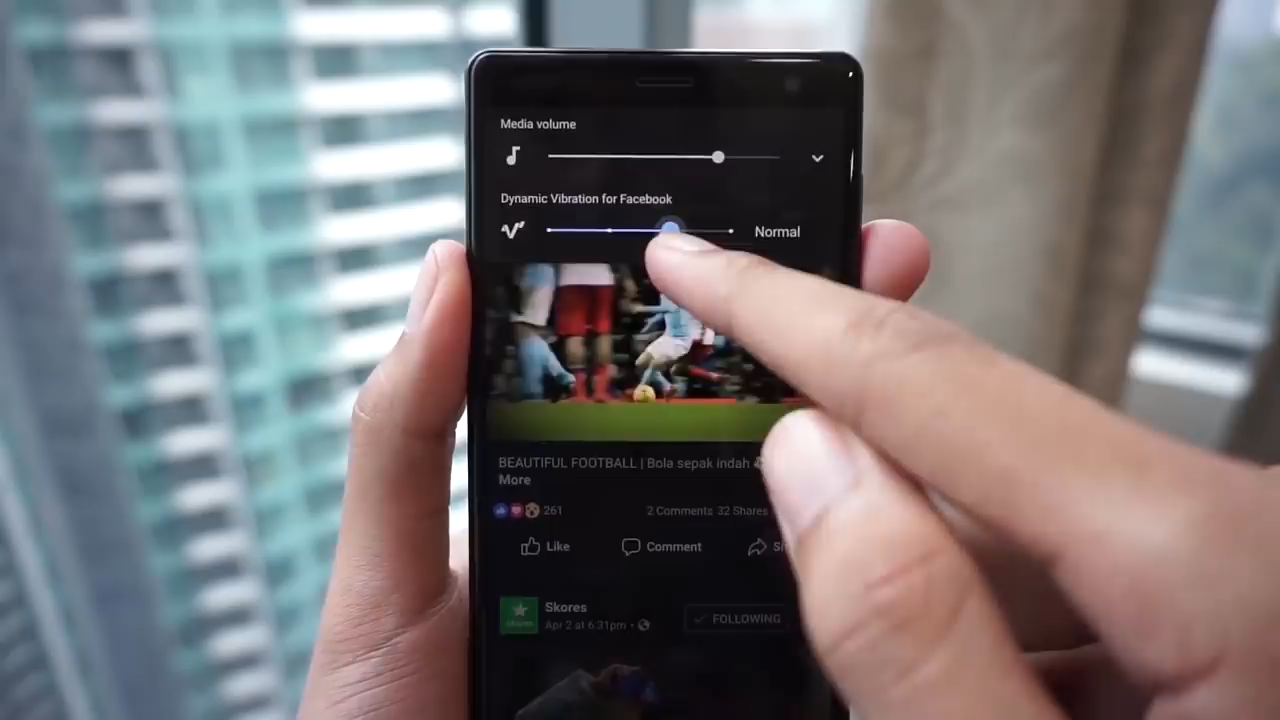 Media volume
Dynamic Vibration for Facebook
Normal
BEAUTIFUL FOOTBALL | Bola sepak indah
More
261
2 Comments 32 Shares
Like
Comment
Skores
Apr 2 at 6:31pm •
FOLLOWING